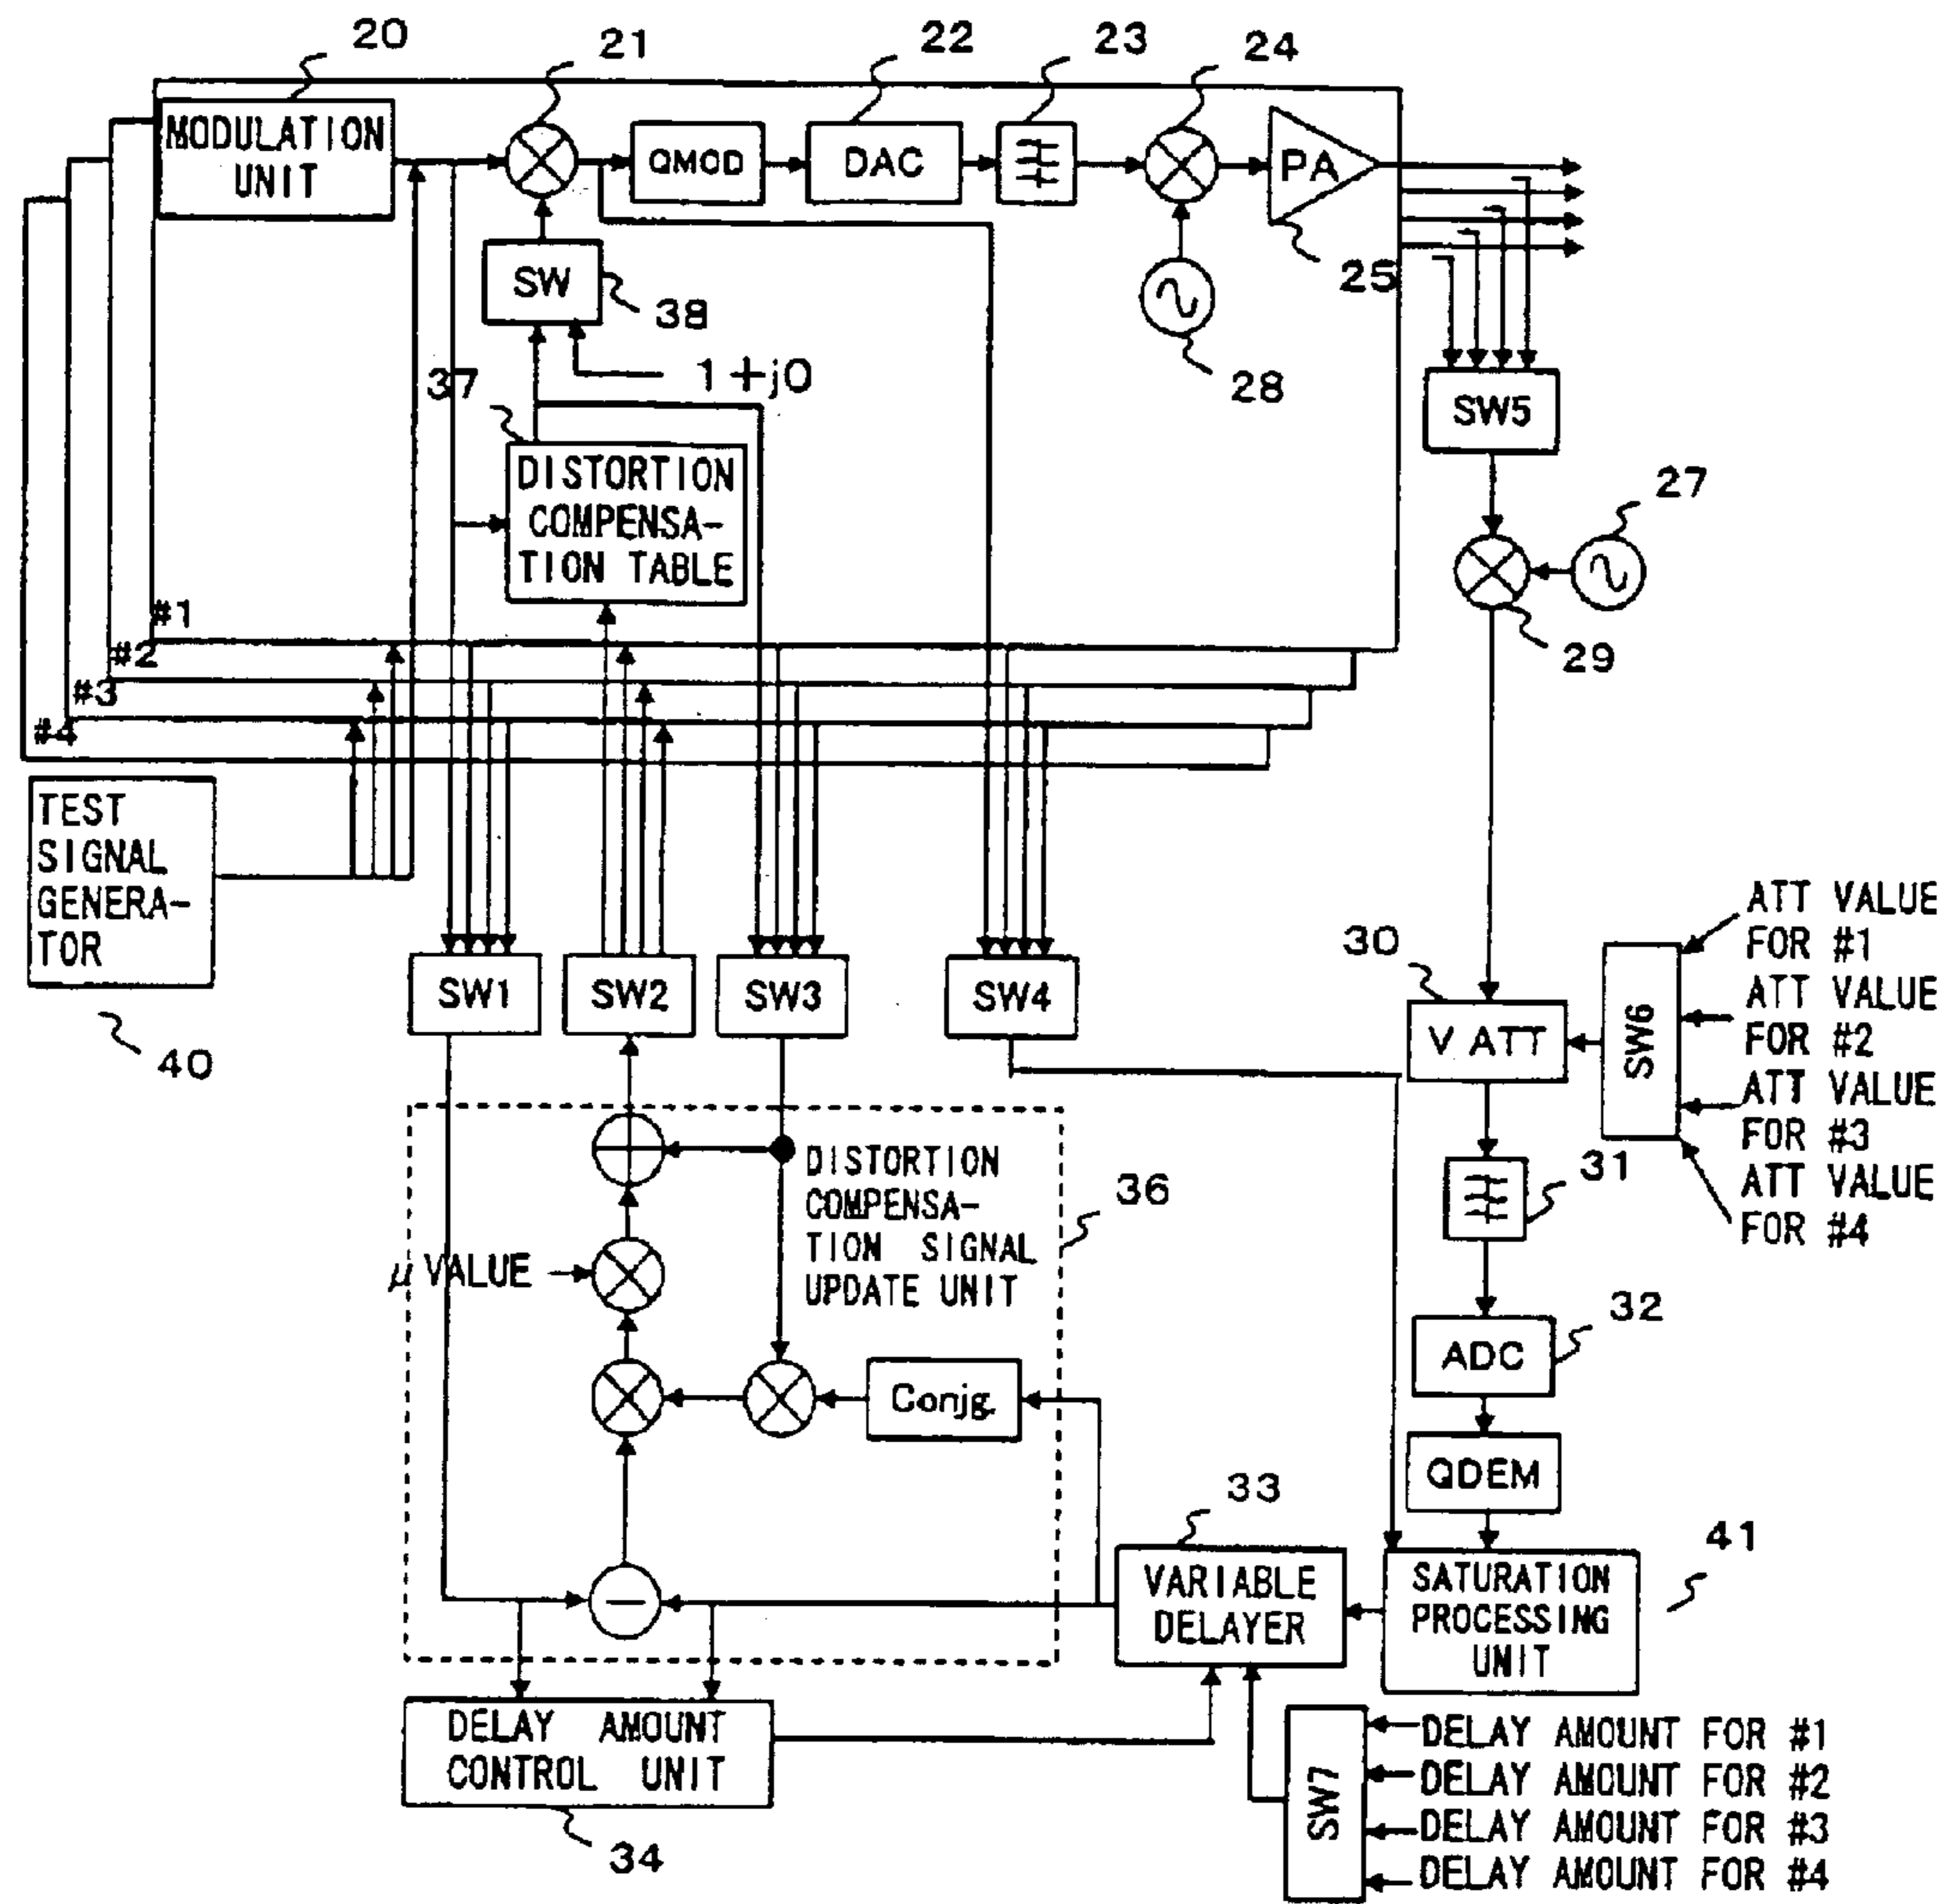 20
21
22
23
24
MODULATION
UNIT
QMOD
DAC
PA
25
SW
38
28
1+j0
37
DISTORTION
COMPENSA-
TION TABLE
SW5
27
29
#1
#2
#3
#4
TEST
SIGNAL
GENERA-
TOR
40
SW1
SW2
SW3
SW4
30
V ATT
SW6
ATT VALUE
FOR #1
ATT VALUE
FOR #2
ATT VALUE
FOR #3
ATT VALUE
FOR #4
31
DISTORTION
COMPENSA-
TION SIGNAL
UPDATE UNIT
36
μ VALUE
32
ADC
Conjg.
QDEM
33
41
VARIABLE
DELAYER
SATURATION
PROCESSING
UNIT
DELAY AMOUNT
CONTROL UNIT
34
SW7
DELAY AMOUNT FOR #1
DELAY AMOUNT FOR #2
DELAY AMOUNT FOR #3
DELAY AMOUNT FOR #4